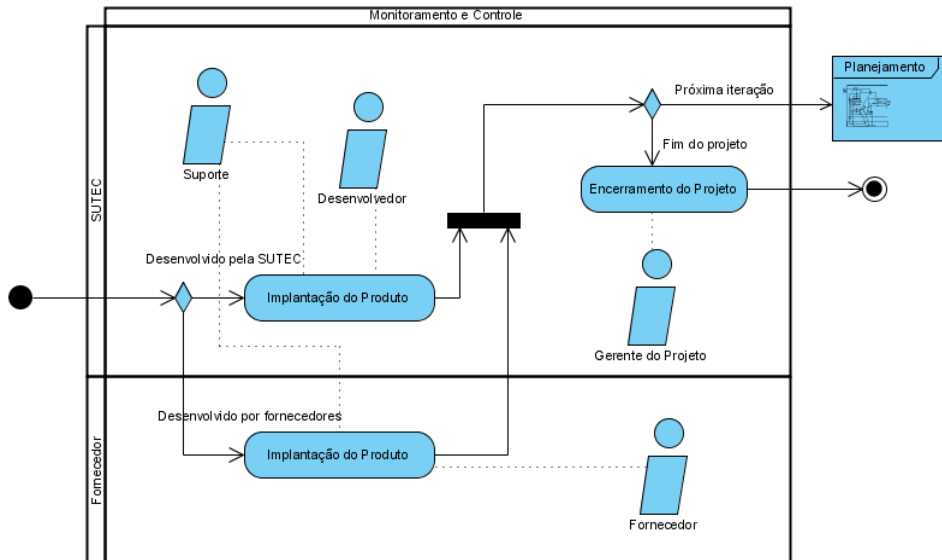 Monitoramento e Controle
Planejamento
Próxima iteração
Fim do projeto
Suporte
Desenvolvedor
Encerramento do Projeto
SUTEC
Desenvolvido pela SUTEC
Implantação do Produto
Gerente do Projeto
Desenvolvido por fornecedores
Implantação do Produto
Fornecedor
Fornecedor